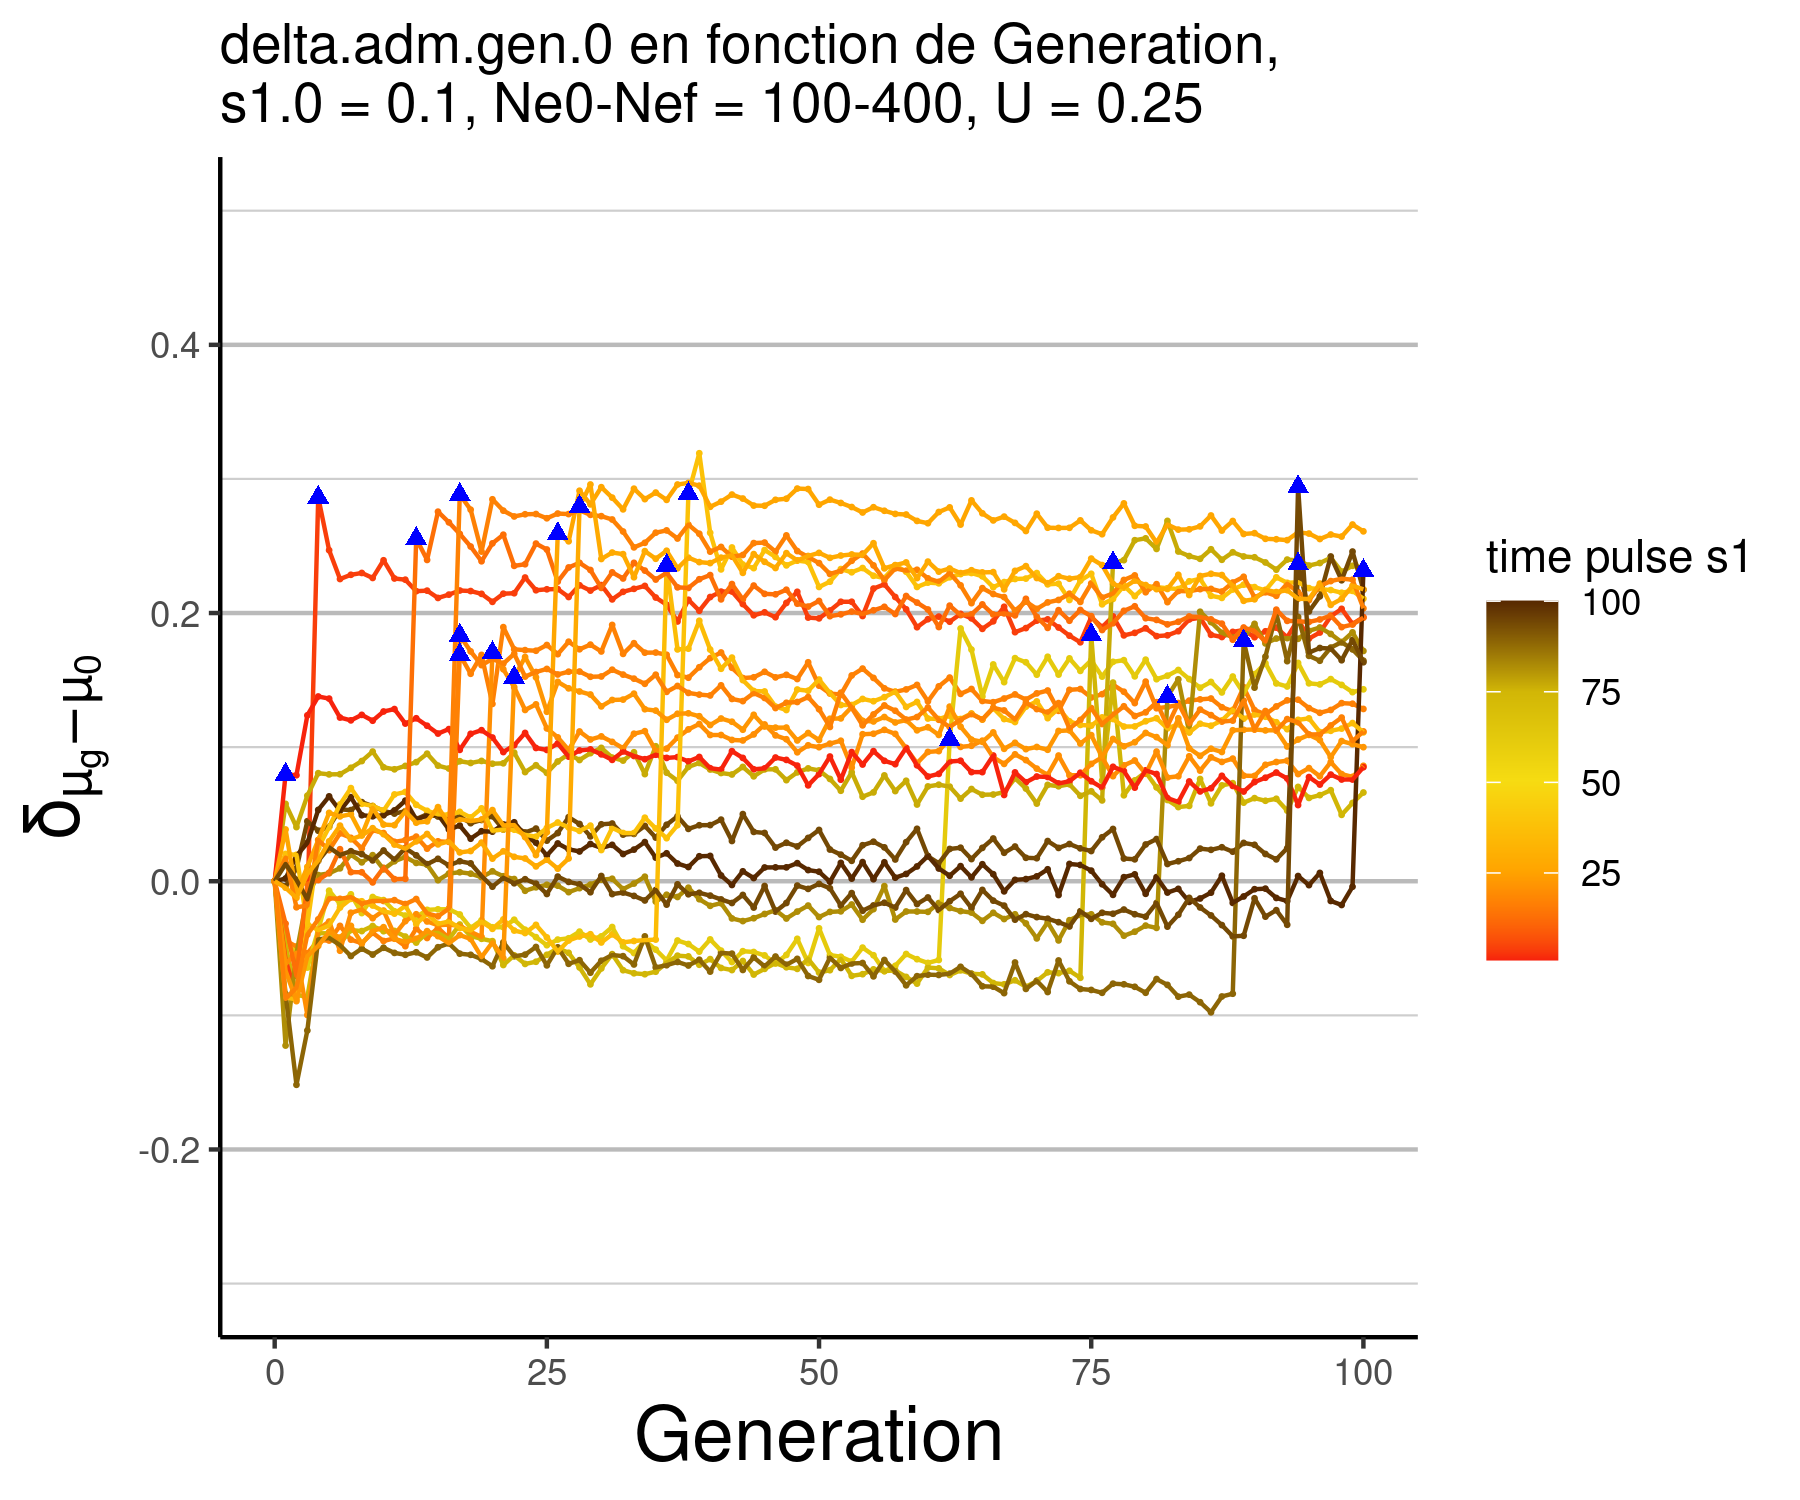 delta.adm.gen.0 en fonction de Generation,
s1.0 = 0.1, Ne0-Nef = 100-400, U = 0.25
δμg−μ0
0.4
0.2
0.0
-0.2
0 25 50 75 100
Generation
time pulse s1
100
75
50
25